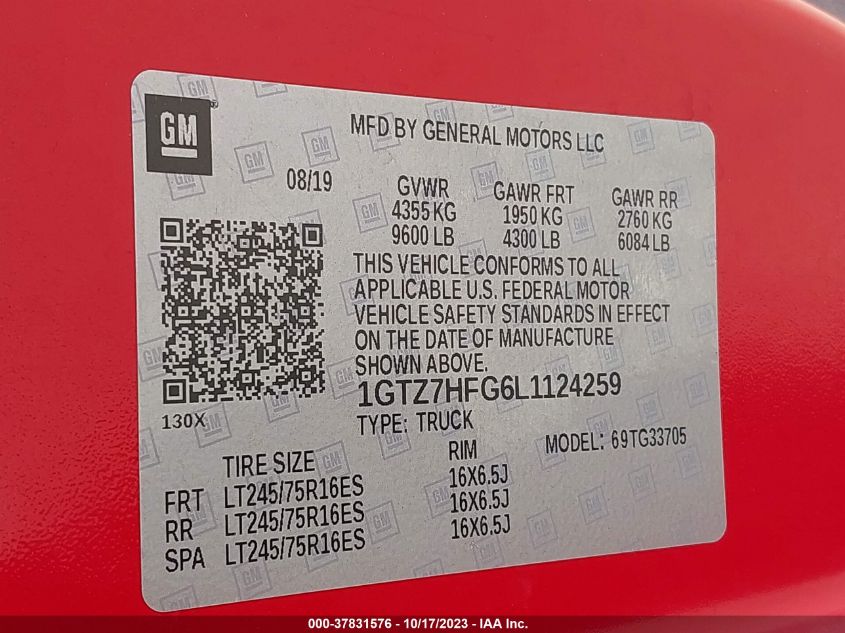 GM
MFD BY GENERAL MOTORS LLC
08/19
GVWR GAWR FRT GAWR RR
4355 KG 1950 KG 2760 KG
9600 LB 4300 LB 6084 LB
THIS VEHICLE CONFORMS TO ALL
APPLICABLE U.S. FEDERAL MOTOR
VEHICLE SAFETY STANDARDS IN EFFECT
ON THE DATE OF MANUFACTURE
SHOWN ABOVE.
1GTZ7HFG6L1124259
130X
TYPE: TRUCK
MODEL: 69TG33705
TIRE SIZE RIM
FRT LT245/75R16ES 16X6.5J
RR LT245/75R16ES 16X6.5J
SPA LT245/75R16ES 16X6.5J
000-37831576 - 10/17/2023 - IAA Inc.